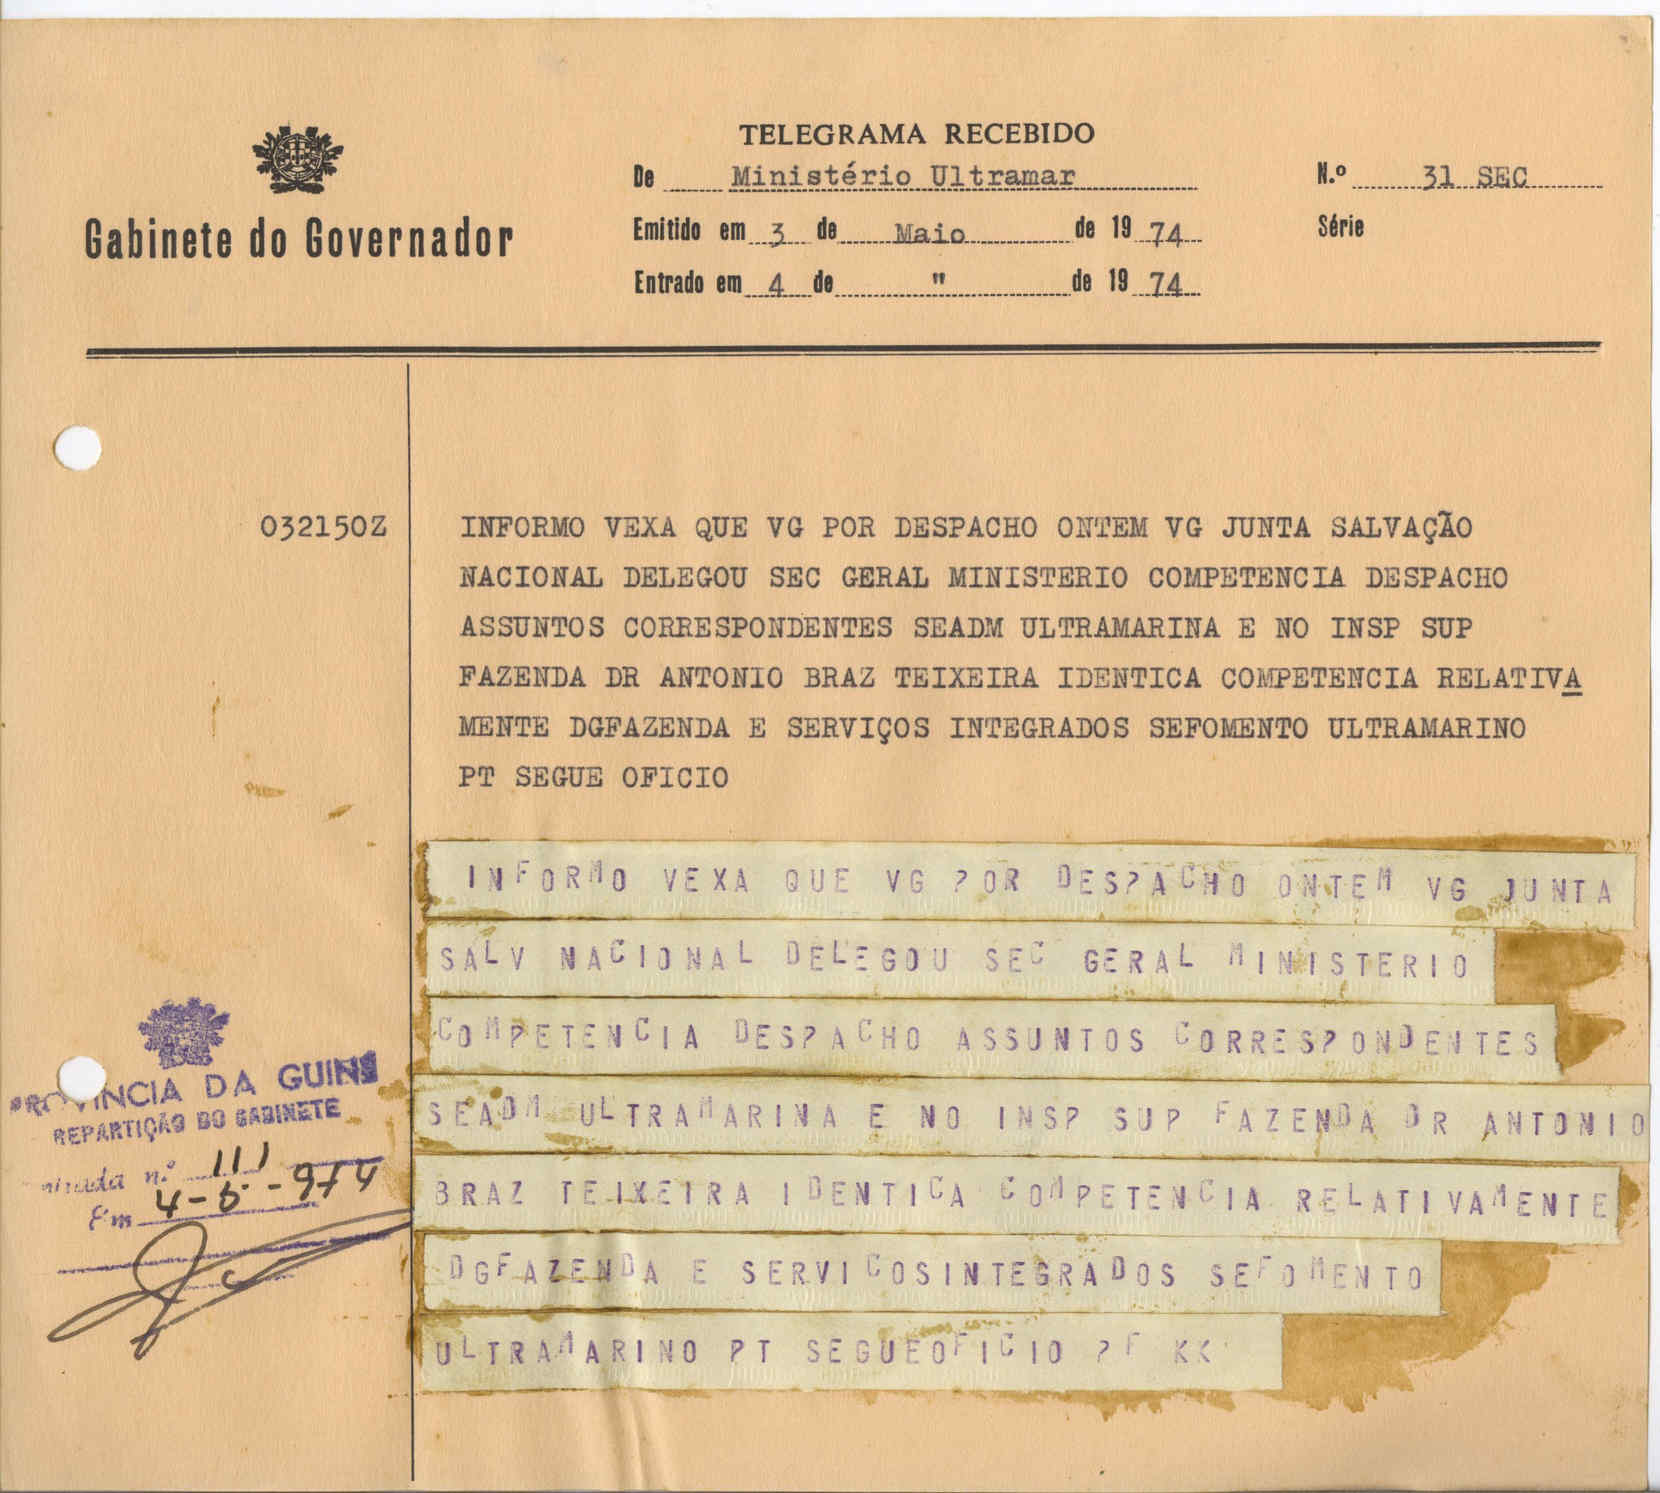 TELEGRAMA RECEBIDO
De Ministério Ultramar N.º 31 SEC
Gabinete do Governador
Emitido em 3 de Maio de 19 74 Série
Entrado em 4 de " de 19 74
032150Z
INFORMO VEXA QUE VG POR DESPACHO ONTEM VG JUNTA SALVAÇÃO
NACIONAL DELEGOU SEC GERAL MINISTERIO COMPETENCIA DESPACHO
ASSUNTOS CORRESPONDENTES SEADM ULTRAMARINA E NO INSP SUP
FAZENDA DR ANTONIO BRAZ TEIXEIRA IDENTICA COMPETENCIA RELATIVA
MENTE DGFAZENDA E SERVIÇOS INTEGRADOS SEFOMENTO ULTRAMARINO
PT SEGUE OFICIO
INFORMO VEXA QUE VG POR DESPACHO ONTEM VG JUNTA
SALV NACIONAL DELEGOU SEC GERAL MINISTERIO
COMPETENCIA DESPACHO ASSUNTOS CORRESPONDENTES
SEADM ULTRAMARINA E NO INSP SUP FAZENDA DR ANTONIO
BRAZ TEIXEIRA IDENTICA COMPETENCIA RELATIVAMENTE
DGFAZENDA E SERVICOSINTEGRADOS SEFOMENTO
ULTRAMARINO PT SEGUEOFICIO PF KK
DA GUINÉ
REPARTIÇÃO DO GABINETE
n.º 111
Em 4-5-974